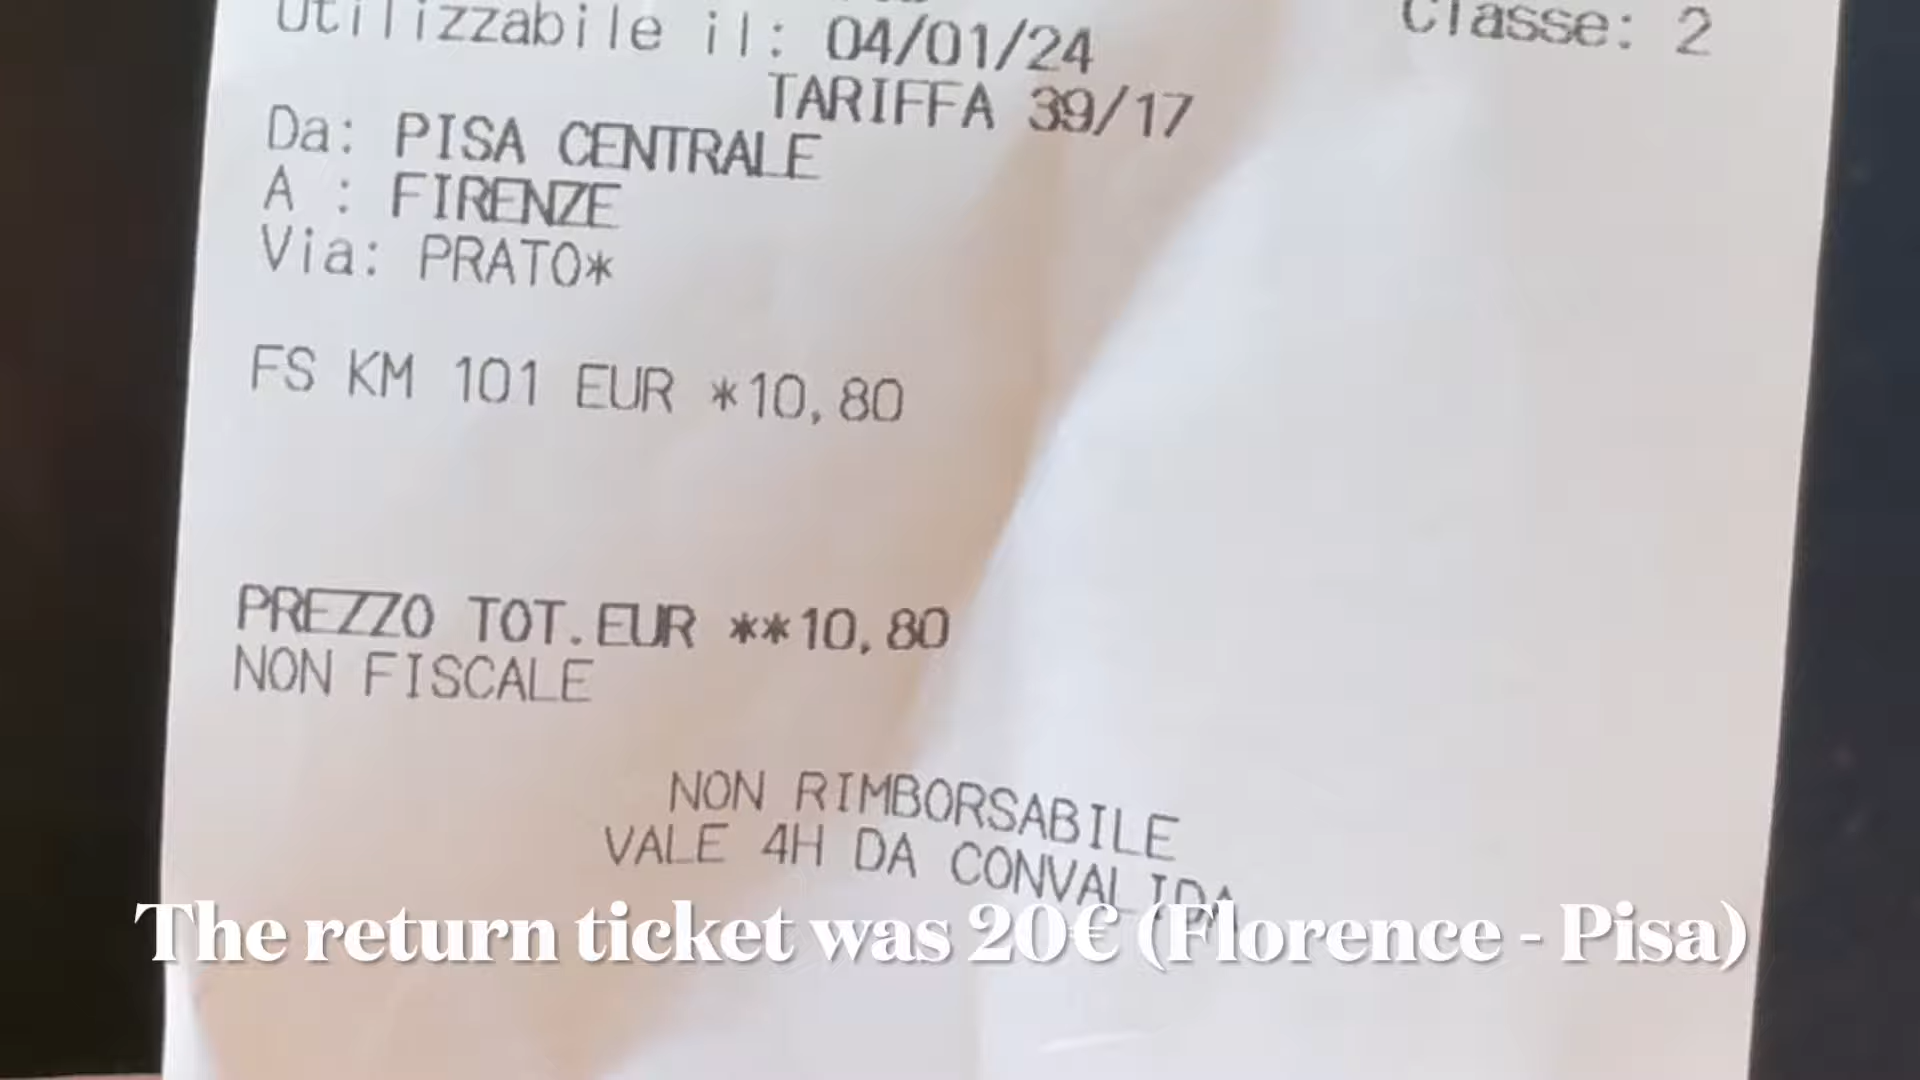 Utilizzabile il: 04/01/24 Classe: 2
TARIFFA 39/17
Da: PISA CENTRALE
A : FIRENZE
Via: PRATO*
FS KM 101 EUR *10,80
PREZZO TOT.EUR **10,80
NON FISCALE
NON RIMBORSABILE
VALE 4H DA CONVALIDA
The return ticket was 20€ (Florence - Pisa)